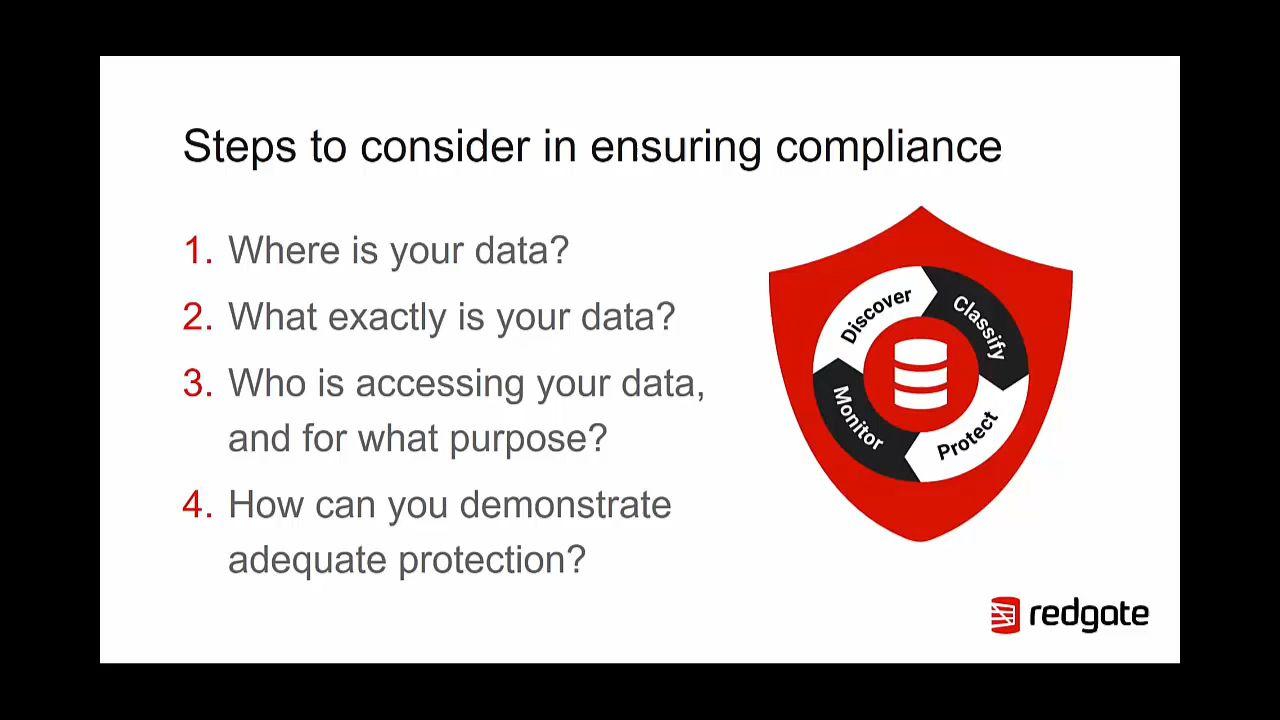 Steps to consider in ensuring compliance
1. Where is your data?
2. What exactly is your data?
3. Who is accessing your data,
and for what purpose?
4. How can you demonstrate
adequate protection?
Discover
Classify
Protect
Monitor
redgate